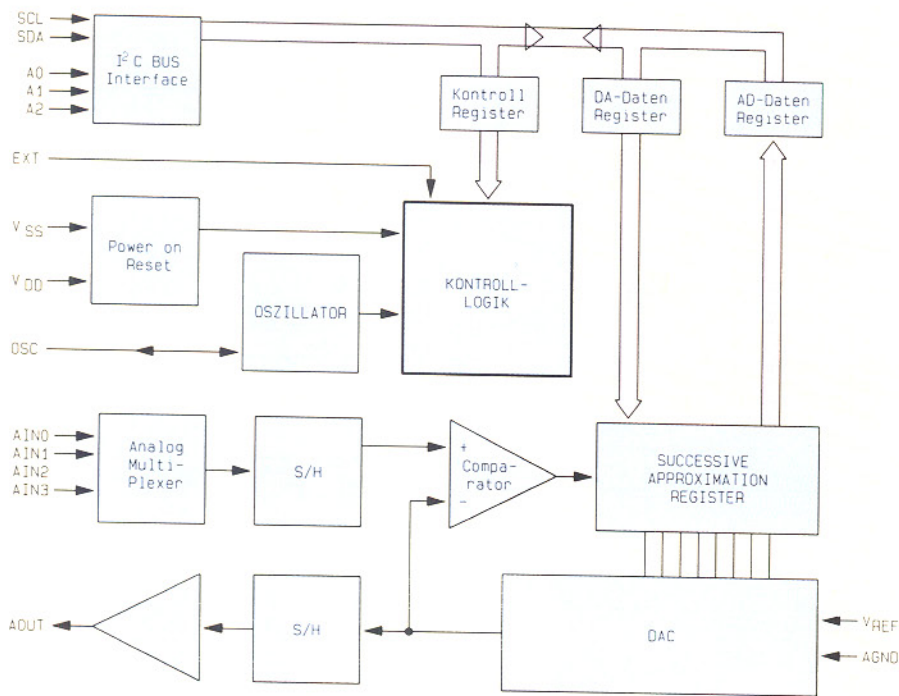 SCL
SDA
A0
A1
A2
I²C BUS
Interface
Kontroll
Register
DA-Daten
Register
AD-Daten
Register
EXT
VSS
VDD
Power on
Reset
OSZILLATOR
KONTROLL-
LOGIK
OSC
AIN0
AIN1
AIN2
AIN3
Analog
Multi-
Plexer
S/H
+
Compa-
rator
-
SUCCESSIVE
APPROXIMATION
REGISTER
AOUT
S/H
DAC
VREF
AGND